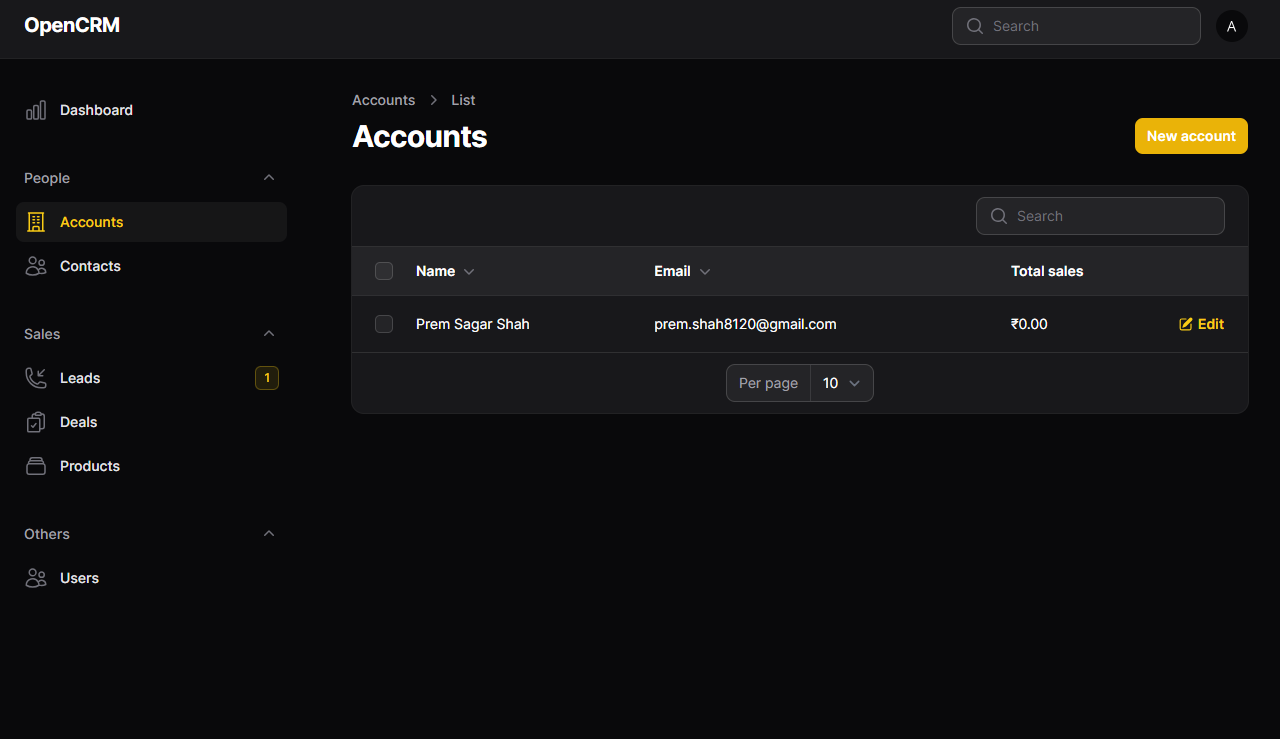 OpenCRM
Search
A
Dashboard
People
Accounts
Contacts
Sales
Leads
1
Deals
Products
Others
Users
Accounts > List
Accounts
New account
Search
Name Email Total sales
Prem Sagar Shah prem.shah8120@gmail.com ₹0.00 Edit
Per page 10